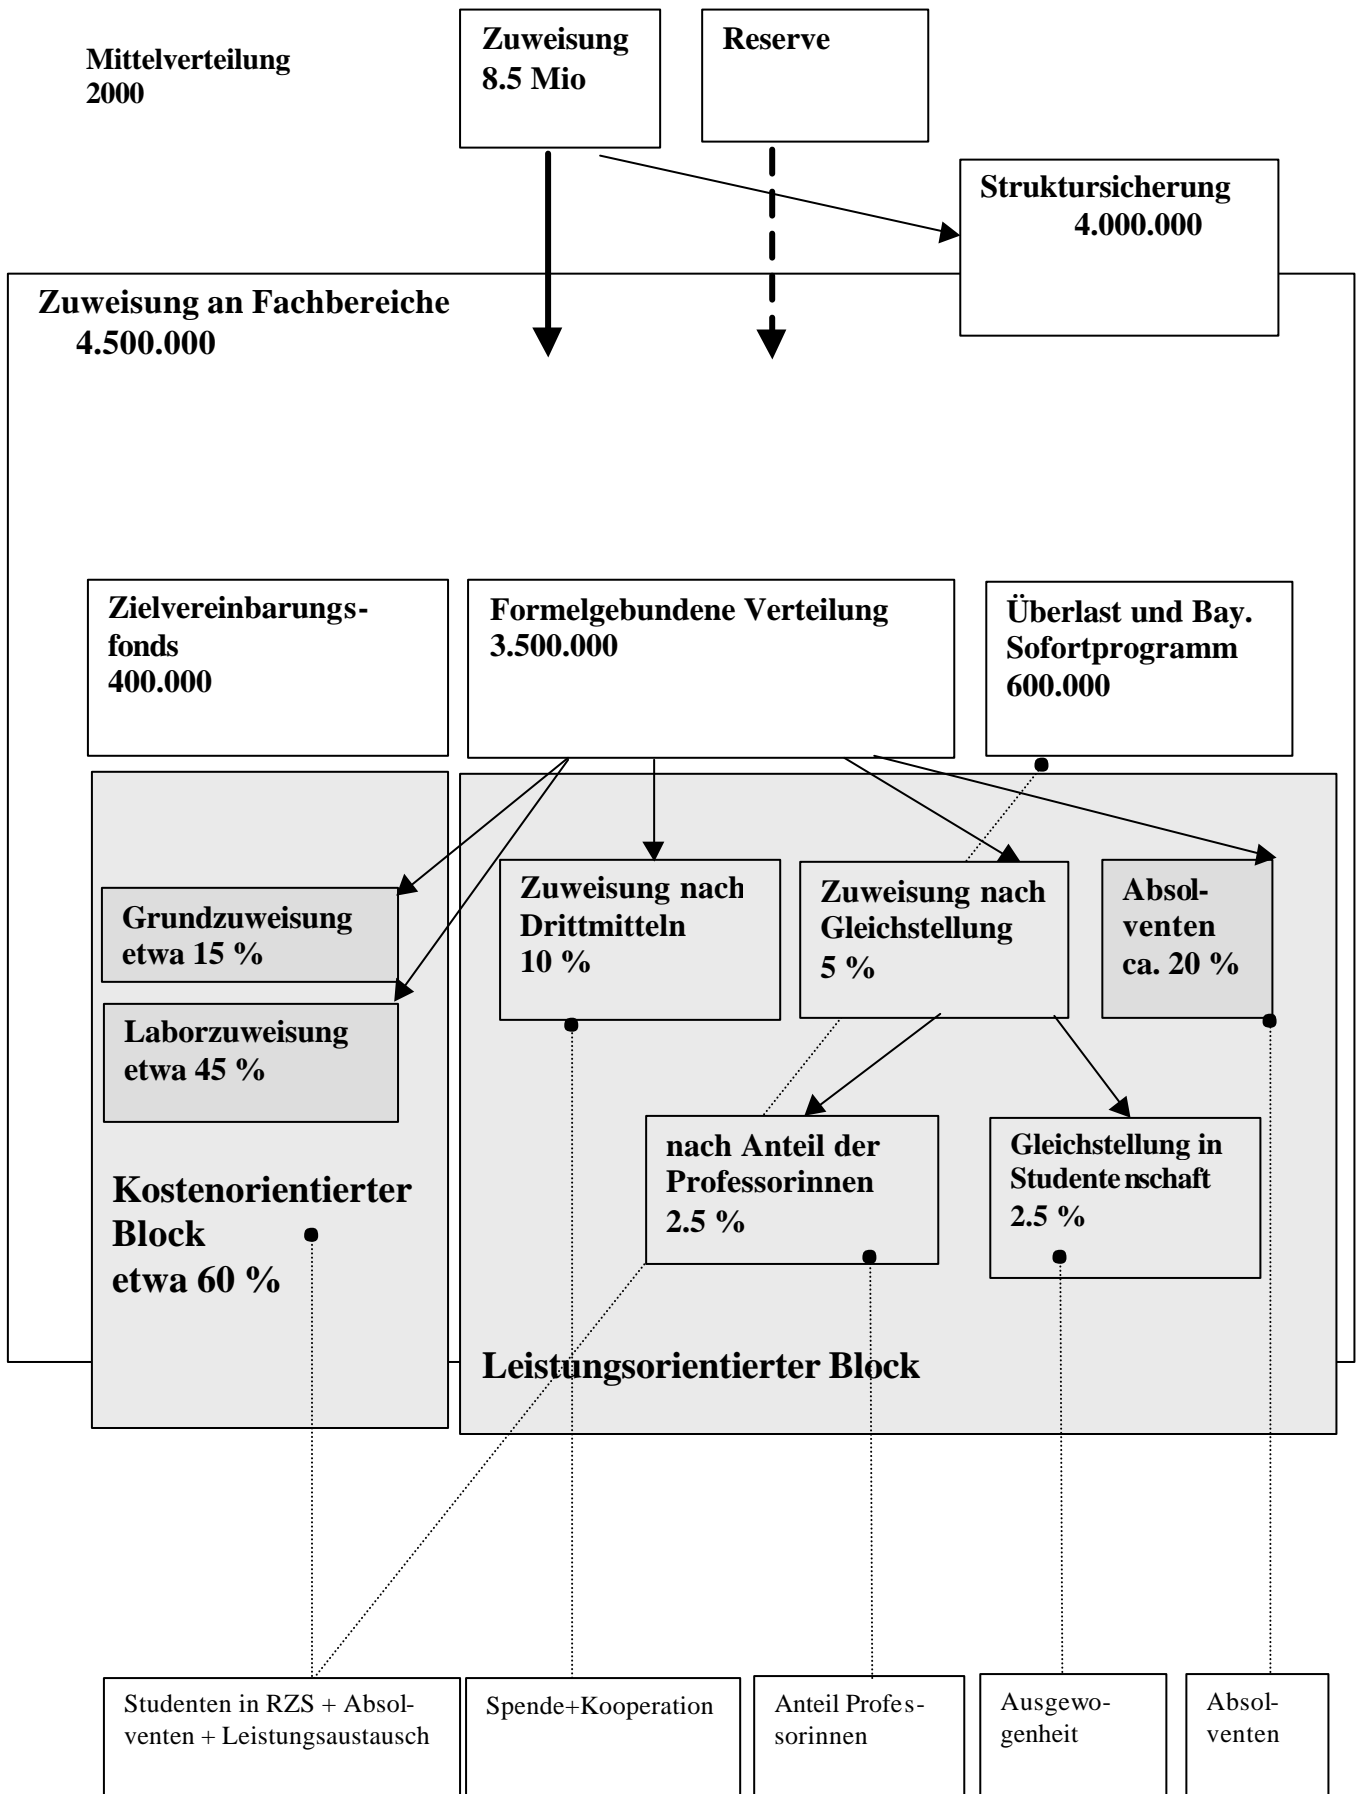 Mittelverteilung
2000
Zuweisung
8.5 Mio
Reserve
Struktursicherung
4.000.000
Zuweisung an Fachbereiche
4.500.000
Zielvereinbarungs-
fonds
400.000
Formelgebundene Verteilung
3.500.000
Überlast und Bay.
Sofortprogramm
600.000
Grundzuweisung
etwa 15 %
Laborzuweisung
etwa 45 %
Kostenorientierter
Block
etwa 60 %
Zuweisung nach
Drittmitteln
10 %
Zuweisung nach
Gleichstellung
5 %
Absol-
venten
ca. 20 %
nach Anteil der
Professorinnen
2.5 %
Gleichstellung in
Studentenschaft
2.5 %
Leistungsorientierter Block
Studenten in RZS + Absol-
venten + Leistungsaustausch
Spende+Kooperation
Anteil Profes-
sorinnen
Ausgewo-
genheit
Absol-
venten